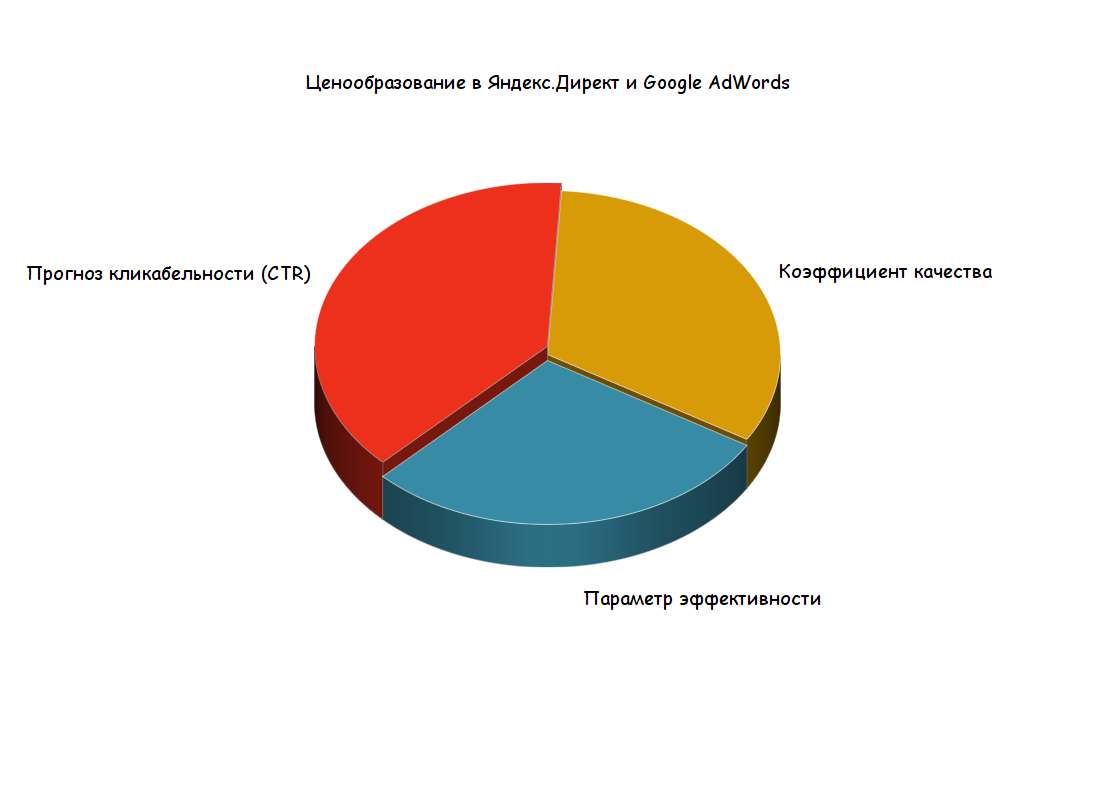 Ценообразование в Яндекс.Директ и Google AdWords
Прогноз кликабельности (CTR)
Коэффициент качества
Параметр эффективности